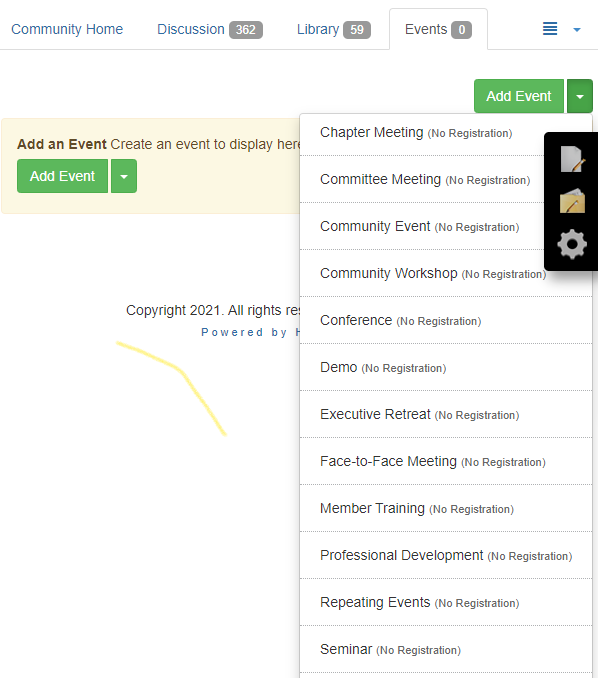 Community Home Discussion 362 Library 59 Events 0
Add Event
Chapter Meeting (No Registration)
Add an Event Create an event to display here
Committee Meeting (No Registration)
Add Event
Community Event (No Registration)
Community Workshop (No Registration)
Copyright 2021. All rights res
Conference (No Registration)
Powered by H
Demo (No Registration)
Executive Retreat (No Registration)
Face-to-Face Meeting (No Registration)
Member Training (No Registration)
Professional Development (No Registration)
Repeating Events (No Registration)
Seminar (No Registration)